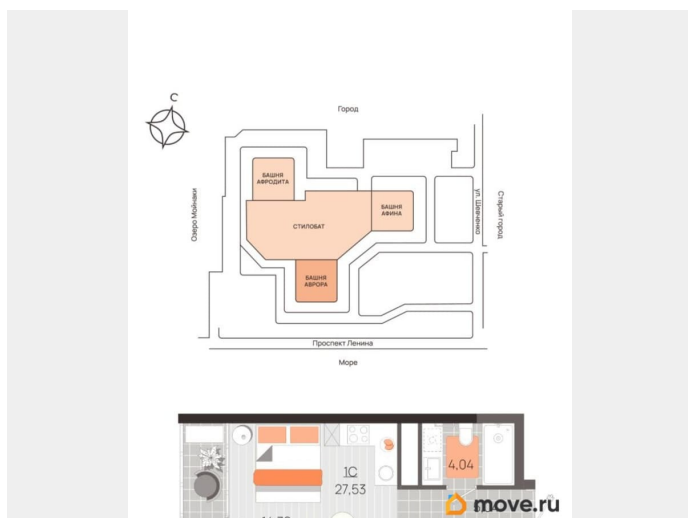 С
Город
БАШНЯ
АФРОДИТА
Озеро Мойнаки
БАШНЯ
АФИНА
ул. Шевченко
Старый город
СТИЛОБАТ
БАШНЯ
АВРОРА
Проспект Ленина
Море
1С
27,53
4,04
move.ru